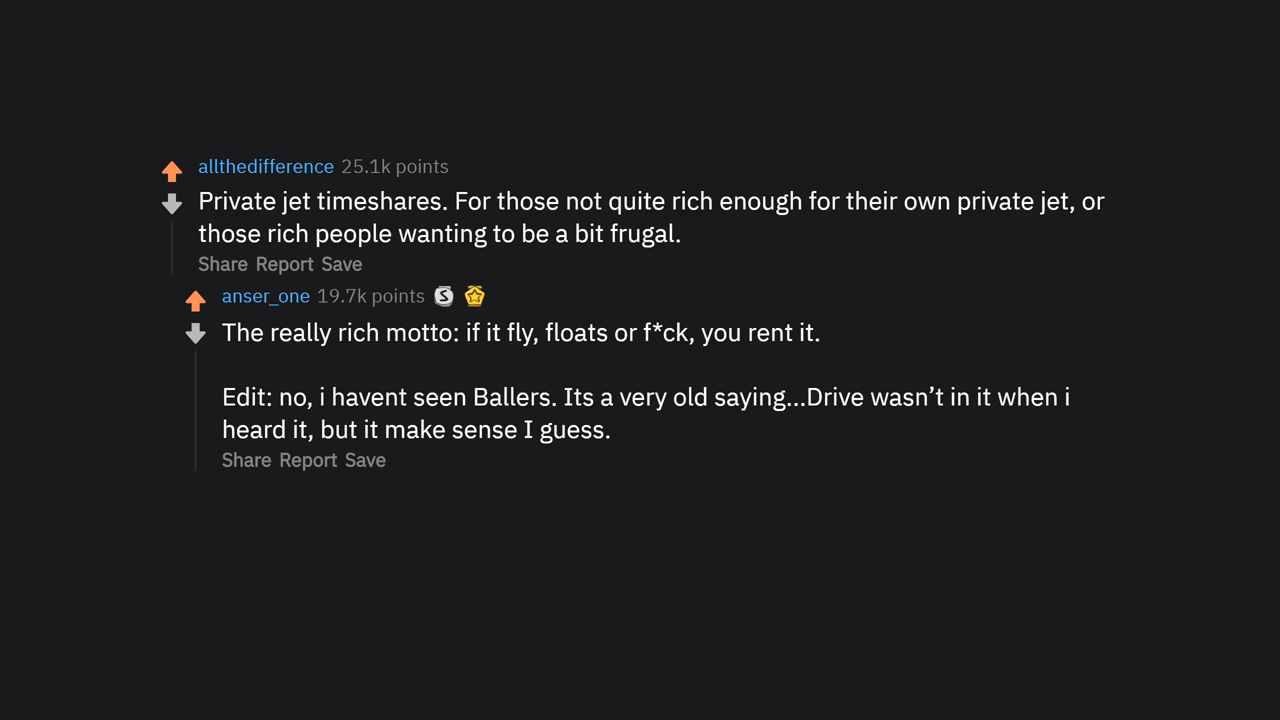 allthedifference 25.1k points
Private jet timeshares. For those not quite rich enough for their own private jet, or
those rich people wanting to be a bit frugal.
Share Report Save
anser_one 19.7k points S
The really rich motto: if it fly, floats or f*ck, you rent it.
Edit: no, i havent seen Ballers. Its a very old saying...Drive wasn’t in it when i
heard it, but it make sense I guess.
Share Report Save